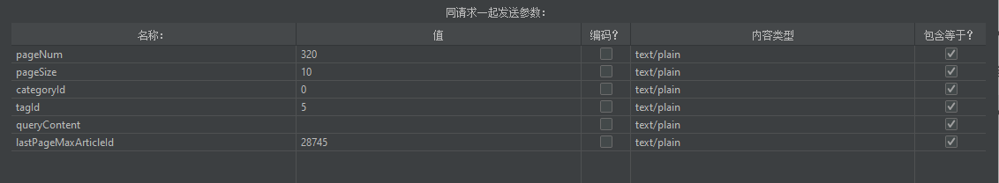 同请求一起发送参数:
名称: 值 编码? 内容类型 包含等于?
pageNum 320 text/plain
pageSize 10 text/plain
categoryId 0 text/plain
tagId 5 text/plain
queryContent text/plain
lastPageMaxArticleId 28745 text/plain